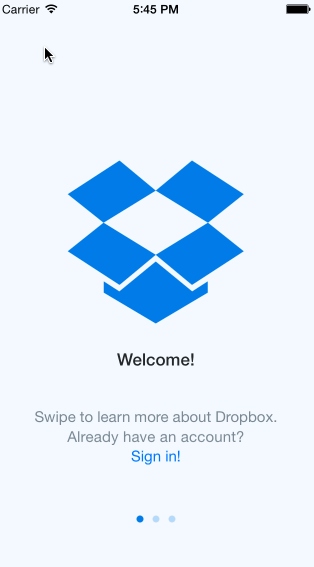 Carrier 5:45 PM
Welcome!
Swipe to learn more about Dropbox.
Already have an account?
Sign in!